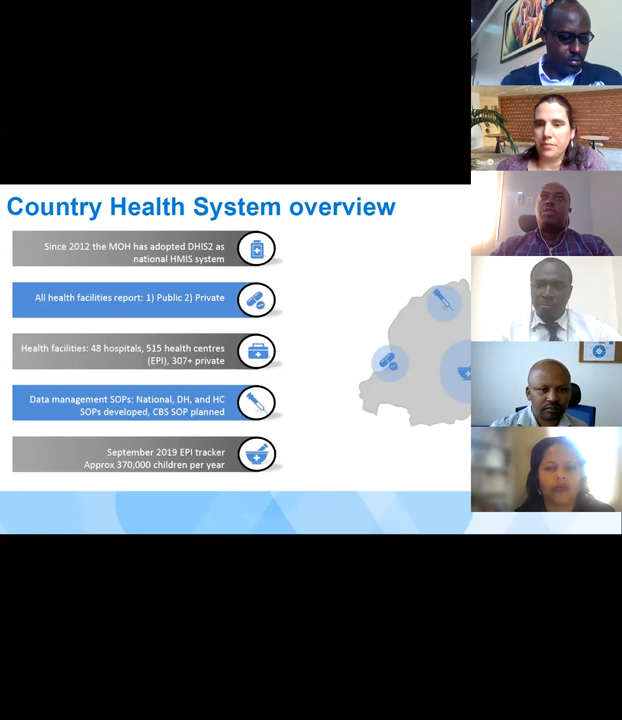 Country Health System overview
Since 2012 the MOH has adopted DHIS2 as
national HMIS system
All health facilities report: 1) Public 2) Private
Health facilities: 48 hospitals, 515 health centres
(EPI), 307+ private
Data management SOPs: National, DH, and HC
SOPs developed, CBS SOP planned
September 2019 EPI tracker
Approx 370,000 children per year